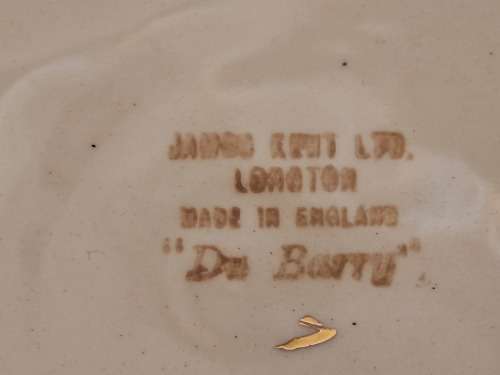 JAMES KENT LTD.
LONGTON
MADE IN ENGLAND
"Du Barry"